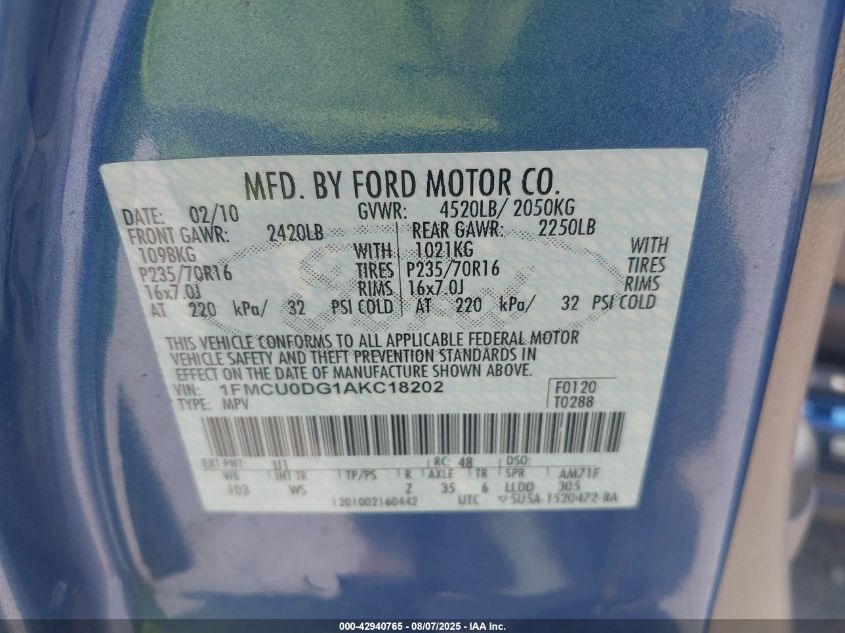 MFD. BY FORD MOTOR CO.
DATE: 02/10 GVWR: 4520LB/ 2050KG
FRONT GAWR: 2420LB REAR GAWR: 2250LB
1098KG WITH 1021KG WITH
P235/70R16 TIRES P235/70R16 TIRES
16x7.0J RIMS 16x7.0J RIMS
AT 220 kPa/ 32 PSI COLD AT 220 kPa/ 32 PSI COLD
THIS VEHICLE CONFORMS TO ALL APPLICABLE FEDERAL MOTOR
VEHICLE SAFETY AND THEFT PREVENTION STANDARDS IN
EFFECT ON THE DATE OF MANUFACTURE SHOWN ABOVE.
VIN: 1FMCU0DG1AKC18202 F0120
TYPE: MPV T0288
EXT PNT: U1 RC: 48 DSO:
WB INT TR TP/PS R AXLE TR SPR AM71F
103 WS Z 35 6 LLDD 305
1201002160442 UTC 5U5A-1520472-BA
000-42940765 - 08/07/2025 - IAA Inc.